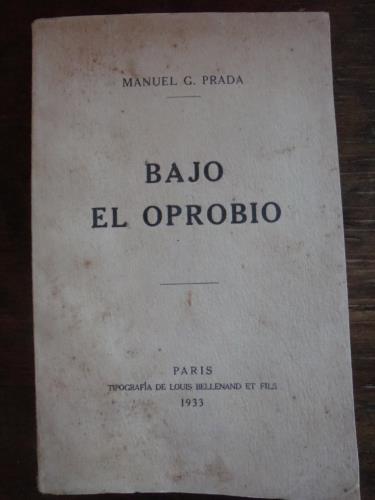 MANUEL G. PRADA
BAJO
EL OPROBIO
PARIS
TIPOGRAFÍA DE LOUIS BELLENAND ET FILS
1933